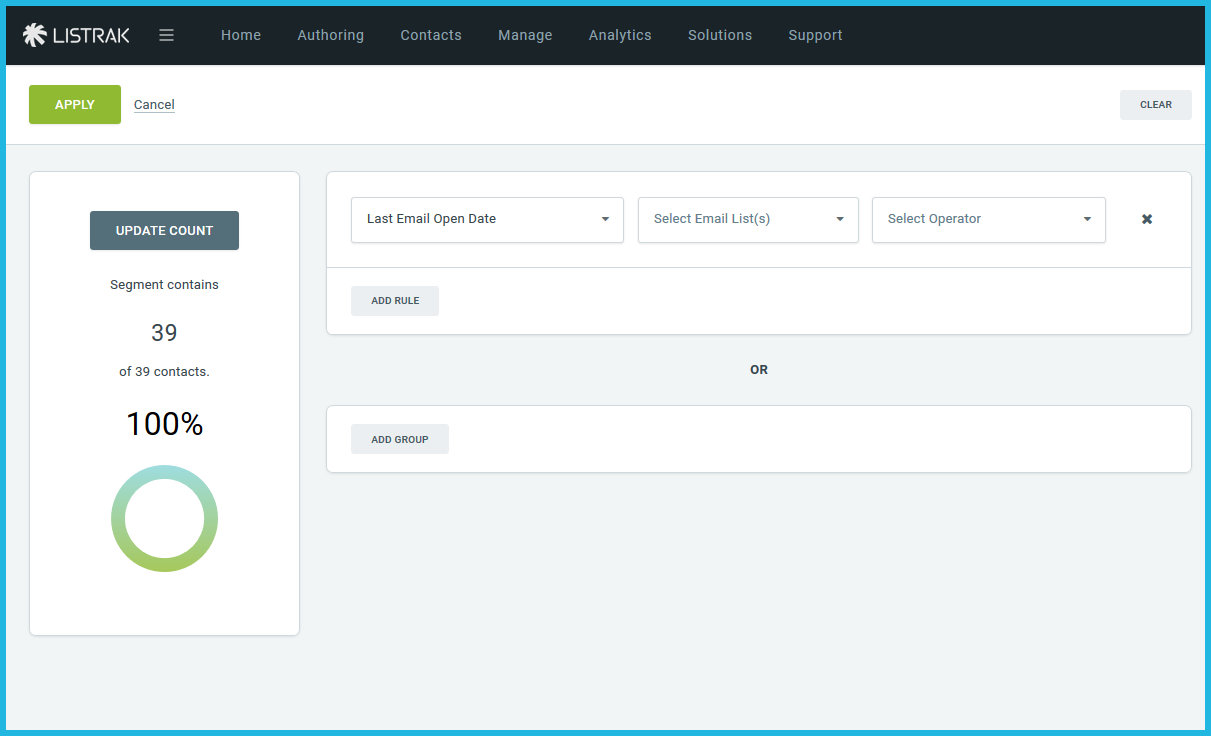 LISTRAK Home Authoring Contacts Manage Analytics Solutions Support
APPLY Cancel CLEAR
UPDATE COUNT
Segment contains
39
of 39 contacts.
100%
Last Email Open Date Select Email List(s) Select Operator
ADD RULE
OR
ADD GROUP